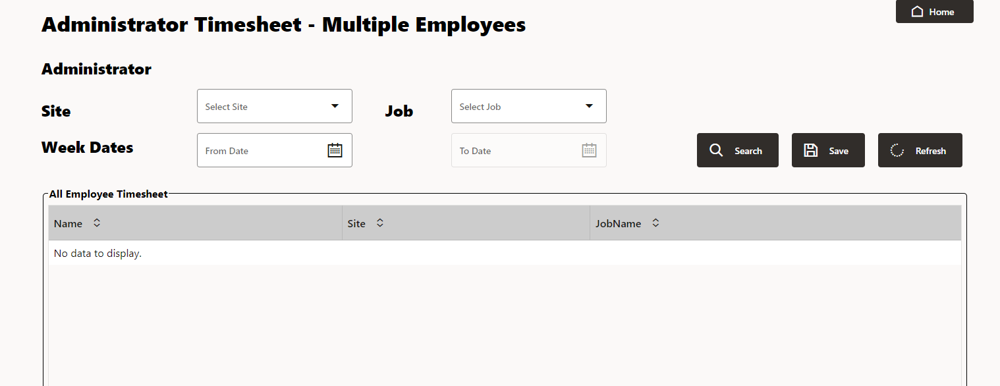 Home
Administrator Timesheet - Multiple Employees
Administrator
Site
Select Site
Job
Select Job
Week Dates
From Date
To Date
Search
Save
Refresh
All Employee Timesheet
Name
Site
JobName
No data to display.